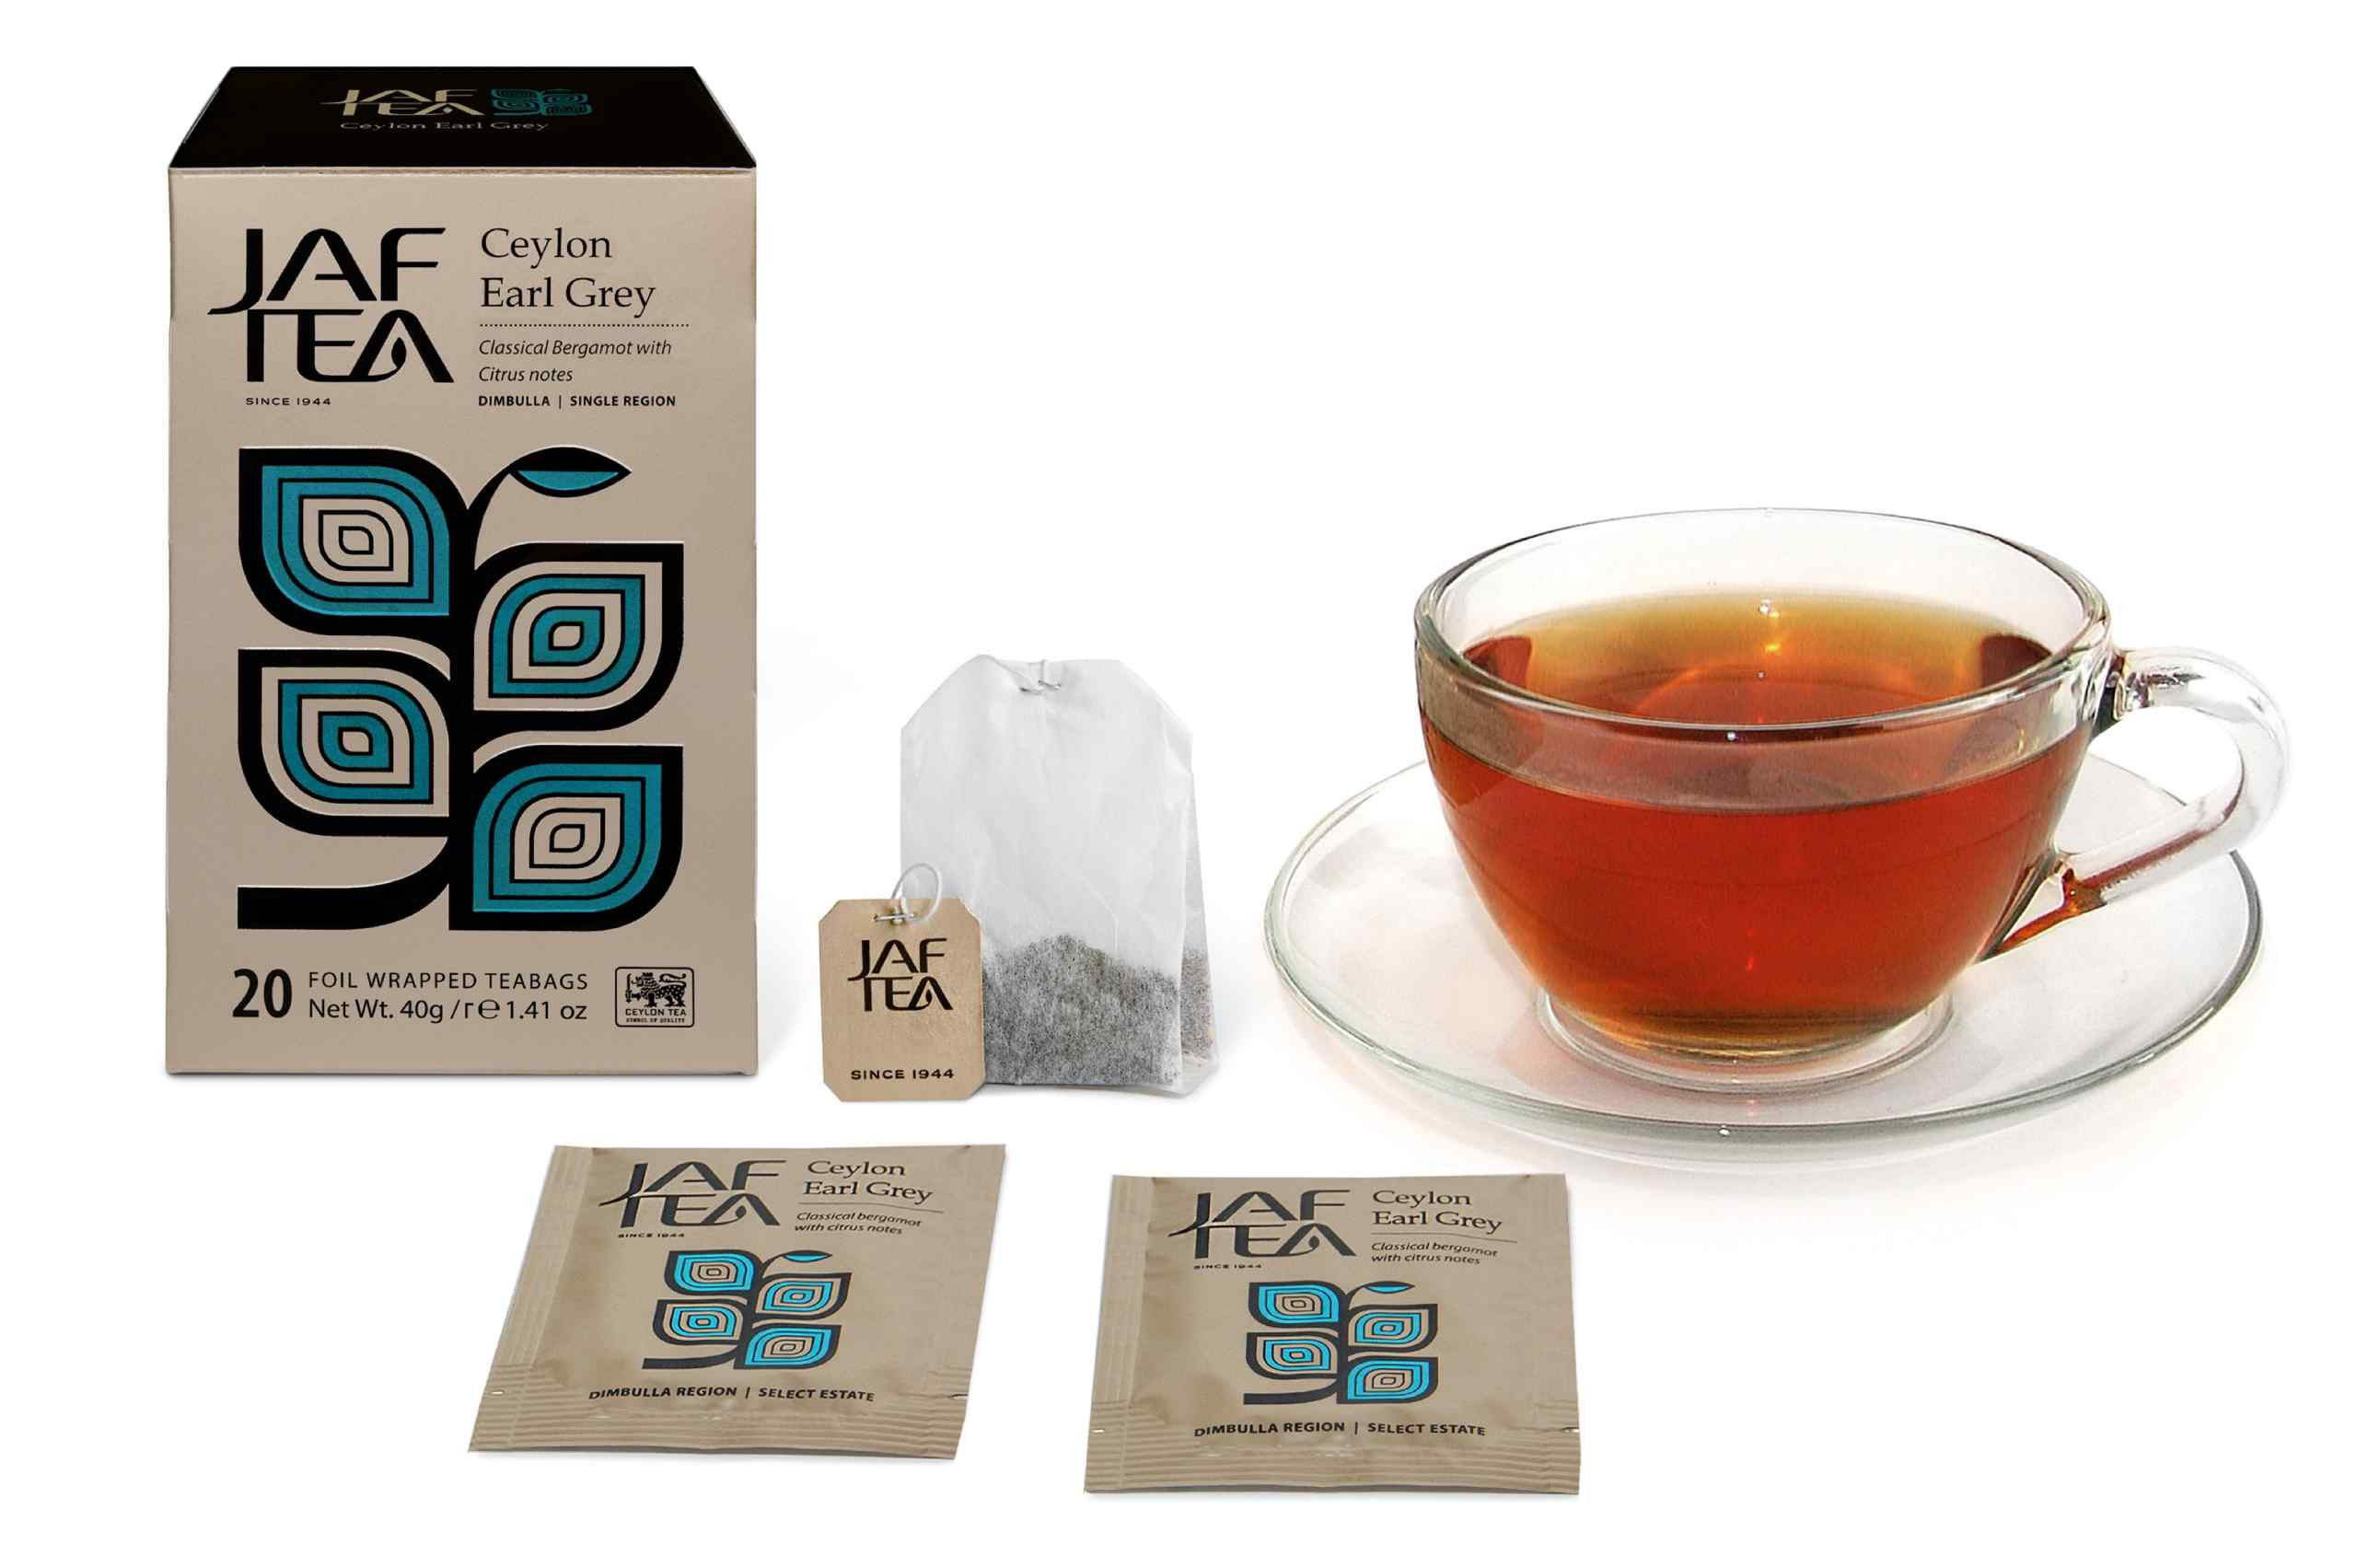 JAF
TEA
Ceylon Earl Grey
JAF
TEA
SINCE 1944
Ceylon
Earl Grey
Classical Bergamot with
Citrus notes
DIMBULLA | SINGLE REGION
20 FOIL WRAPPED TEABAGS
Net Wt. 40g /г℮ 1.41 oz
CEYLON TEA
SYMBOL OF QUALITY
JAF
TEA
SINCE 1944
JAF
TEA
SINCE 1944
Ceylon
Earl Grey
Classical bergamot
with citrus notes
DIMBULLA REGION | SELECT ESTATE
JAF
TEA
SINCE 1944
Ceylon
Earl Grey
Classical bergamot
with citrus notes
DIMBULLA REGION | SELECT ESTATE